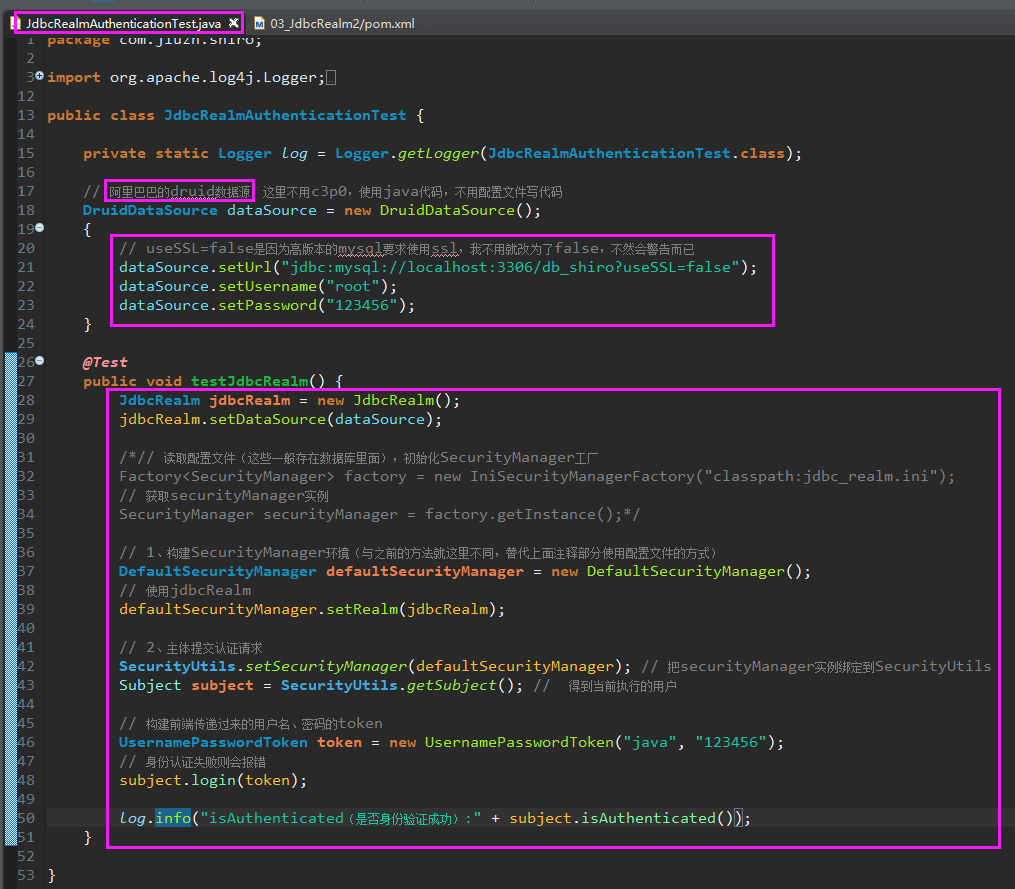 JdbcRealmAuthenticationTest.java 03_JdbcRealm2/pom.xml
1 package com.jiuzh.shiro;
2
3 import org.apache.log4j.Logger;
12
13 public class JdbcRealmAuthenticationTest {
14
15 private static Logger log = Logger.getLogger(JdbcRealmAuthenticationTest.class);
16
17 // 阿里巴巴的druid数据源 这里不用c3p0，使用java代码，不用配置文件写代码
18 DruidDataSource dataSource = new DruidDataSource();
19 {
20 // useSSL=false是因为高版本的mysql要求使用ssl，我不用就改为了false，不然会警告而已
21 dataSource.setUrl("jdbc:mysql://localhost:3306/db_shiro?useSSL=false");
22 dataSource.setUsername("root");
23 dataSource.setPassword("123456");
24 }
25
26 @Test
27 public void testJdbcRealm() {
28 JdbcRealm jdbcRealm = new JdbcRealm();
29 jdbcRealm.setDataSource(dataSource);
30
31 /*// 读取配置文件（这些一般存在数据库里面），初始化SecurityManager工厂
32 Factory<SecurityManager> factory = new IniSecurityManagerFactory("classpath:jdbc_realm.ini");
33 // 获取securityManager实例
34 SecurityManager securityManager = factory.getInstance();*/
35
36 // 1、构建SecurityManager环境（与之前的方法就这里不同，替代上面注释部分使用配置文件的方式）
37 DefaultSecurityManager defaultSecurityManager = new DefaultSecurityManager();
38 // 使用jdbcRealm
39 defaultSecurityManager.setRealm(jdbcRealm);
40
41 // 2、主体提交认证请求
42 SecurityUtils.setSecurityManager(defaultSecurityManager); // 把securityManager实例绑定到SecurityUtils
43 Subject subject = SecurityUtils.getSubject(); // 得到当前执行的用户
44
45 // 构建前端传递过来的用户名、密码的token
46 UsernamePasswordToken token = new UsernamePasswordToken("java", "123456");
47 // 身份认证失败则会报错
48 subject.login(token);
49
50 log.info("isAuthenticated（是否身份验证成功）:" + subject.isAuthenticated());
51 }
52
53 }